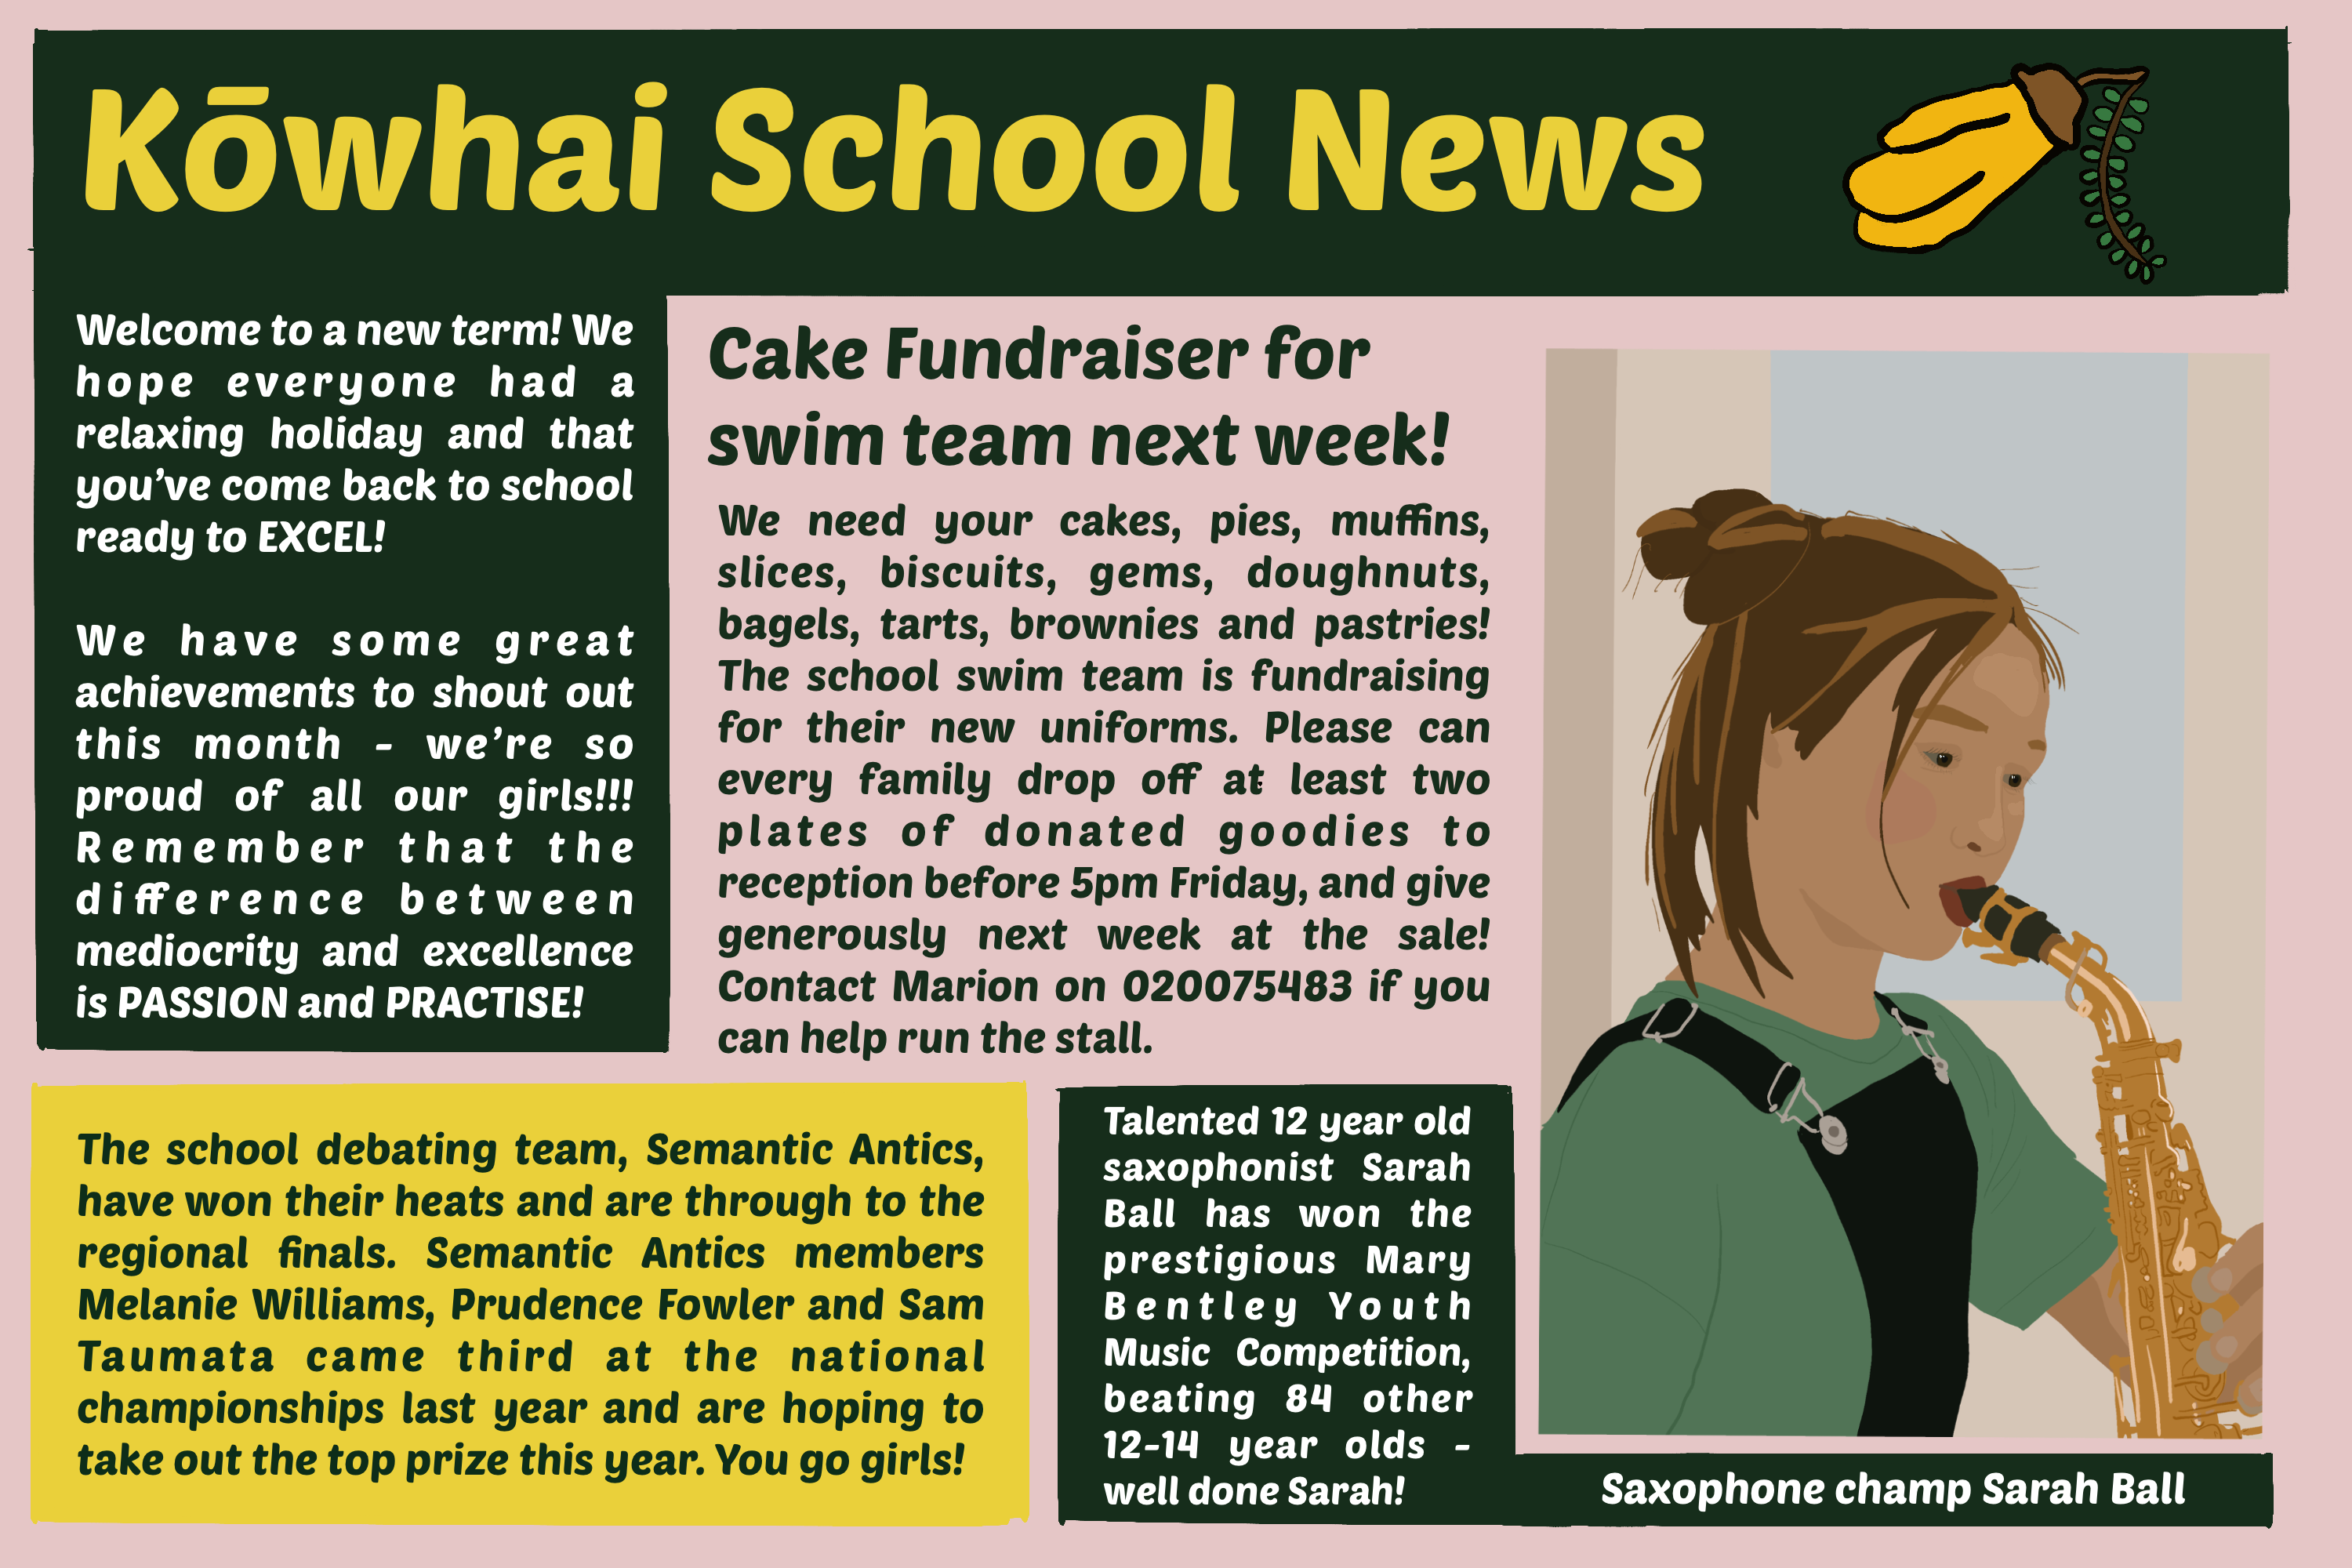 Kōwhai School News
Welcome to a new term! We
hope everyone had a
relaxing holiday and that
you’ve come back to school
ready to EXCEL!
We have some great
achievements to shout out
this month - we’re so
proud of all our girls!!!
Remember that the
difference between
mediocrity and excellence
is PASSION and PRACTISE!
Cake Fundraiser for
swim team next week!
We need your cakes, pies, muffins,
slices, biscuits, gems, doughnuts,
bagels, tarts, brownies and pastries!
The school swim team is fundraising
for their new uniforms. Please can
every family drop off at least two
plates of donated goodies to
reception before 5pm Friday, and give
generously next week at the sale!
Contact Marion on 020075483 if you
can help run the stall.
The school debating team, Semantic Antics,
have won their heats and are through to the
regional finals. Semantic Antics members
Melanie Williams, Prudence Fowler and Sam
Taumata came third at the national
championships last year and are hoping to
take out the top prize this year. You go girls!
Talented 12 year old
saxophonist Sarah
Ball has won the
prestigious Mary
Bentley Youth
Music Competition,
beating 84 other
12-14 year olds -
well done Sarah!
Saxophone champ Sarah Ball